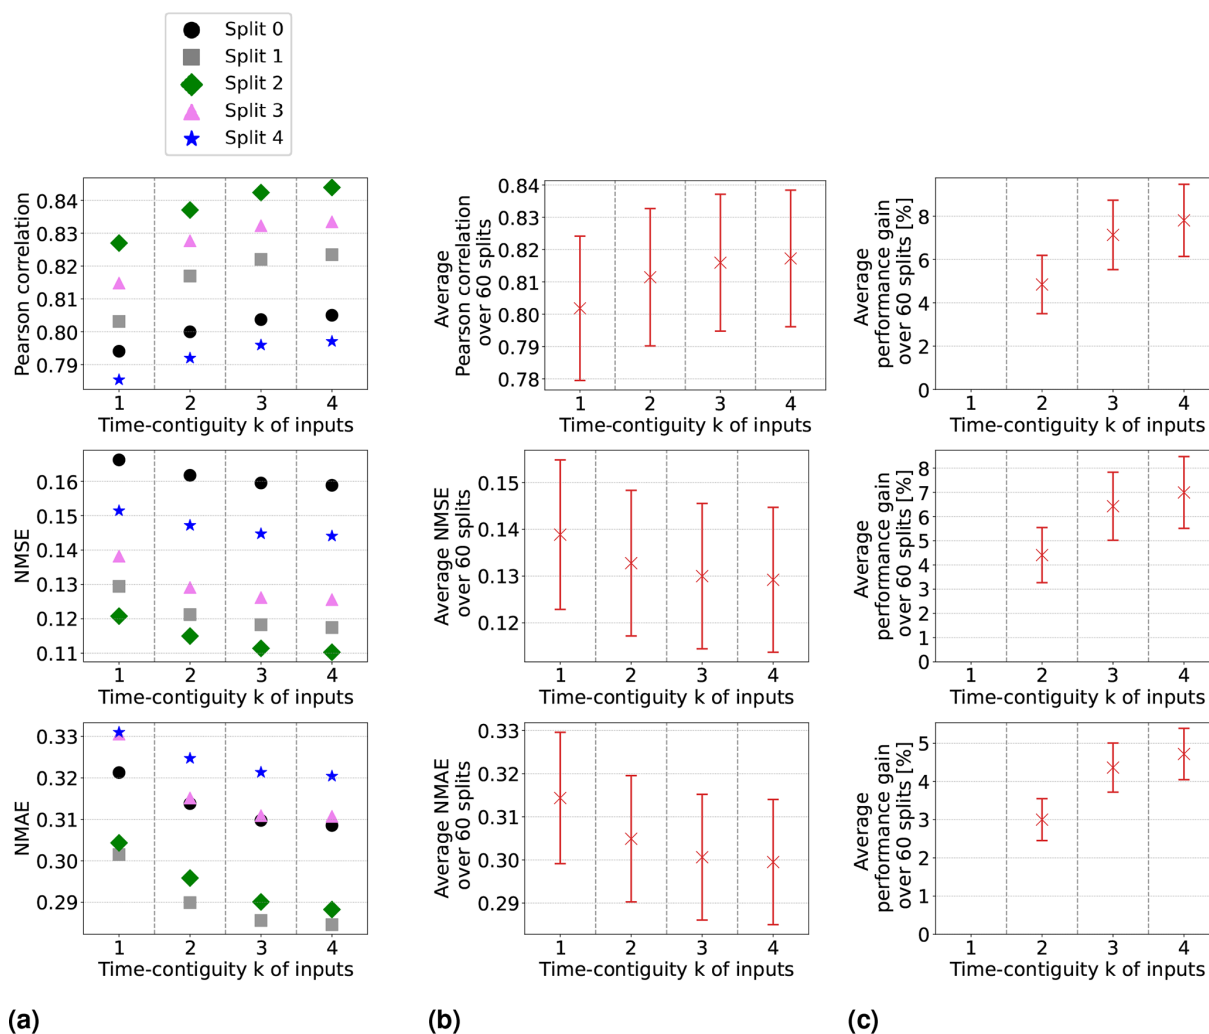 Split 0
Split 1
Split 2
Split 3
Split 4
Pearson correlation
0.84
0.83
0.82
0.81
0.80
0.79
1 2 3 4
Time-contiguity k of inputs
Average
Pearson correlation
over 60 splits
0.84
0.83
0.82
0.81
0.80
0.79
0.78
1 2 3 4
Time-contiguity k of inputs
Average
performance gain
over 60 splits [%]
8
6
4
2
0
1 2 3 4
Time-contiguity k of inputs
NMSE
0.16
0.15
0.14
0.13
0.12
0.11
1 2 3 4
Time-contiguity k of inputs
Average NMSE
over 60 splits
0.15
0.14
0.13
0.12
1 2 3 4
Time-contiguity k of inputs
Average
performance gain
over 60 splits [%]
8
7
6
5
4
3
2
1
0
1 2 3 4
Time-contiguity k of inputs
NMAE
0.33
0.32
0.31
0.30
0.29
1 2 3 4
Time-contiguity k of inputs
Average NMAE
over 60 splits
0.33
0.32
0.31
0.30
0.29
1 2 3 4
Time-contiguity k of inputs
Average
performance gain
over 60 splits [%]
5
4
3
2
1
0
1 2 3 4
Time-contiguity k of inputs
(a) (b) (c)